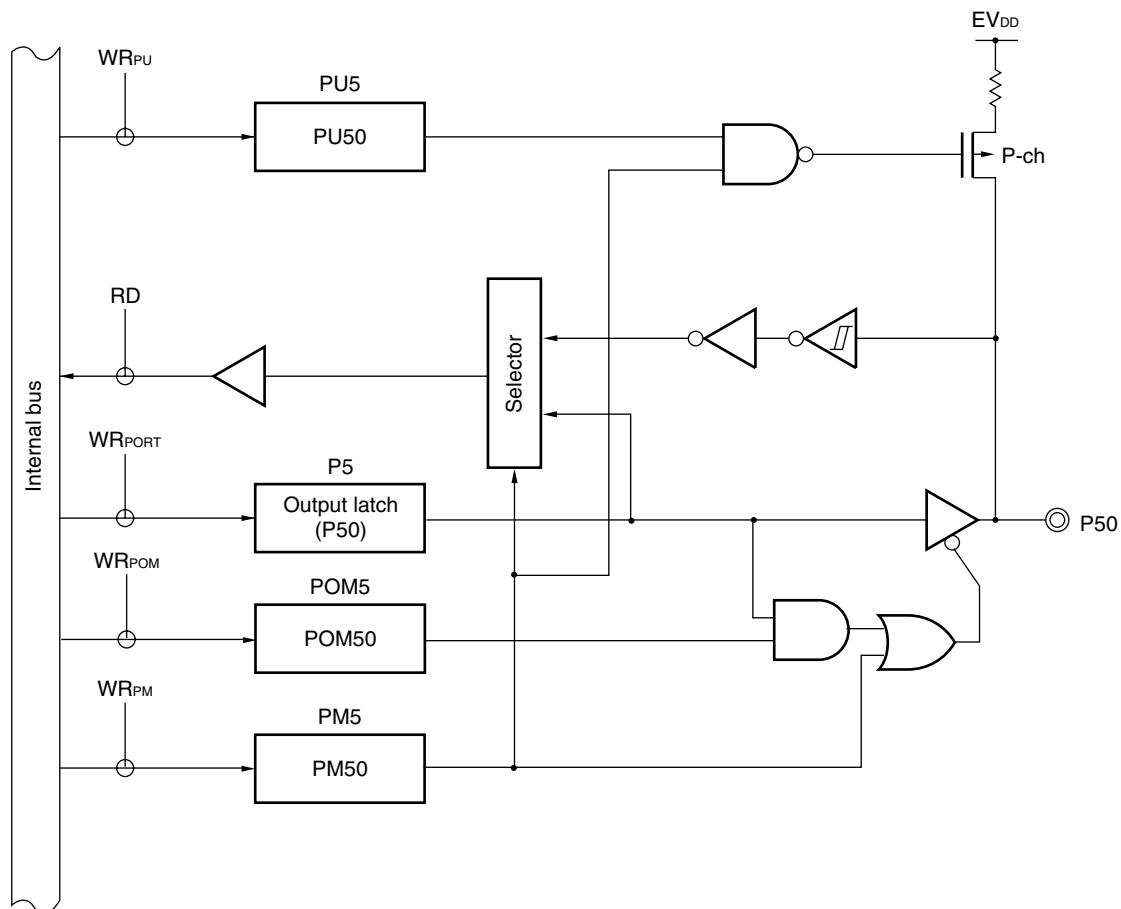 EVDD
WRPU
PU5
PU50
P-ch
RD
Selector
Internal bus
WRPORT
P5
Output latch
(P50)
P50
WRPOM
POM5
POM50
WRPM
PM5
PM50